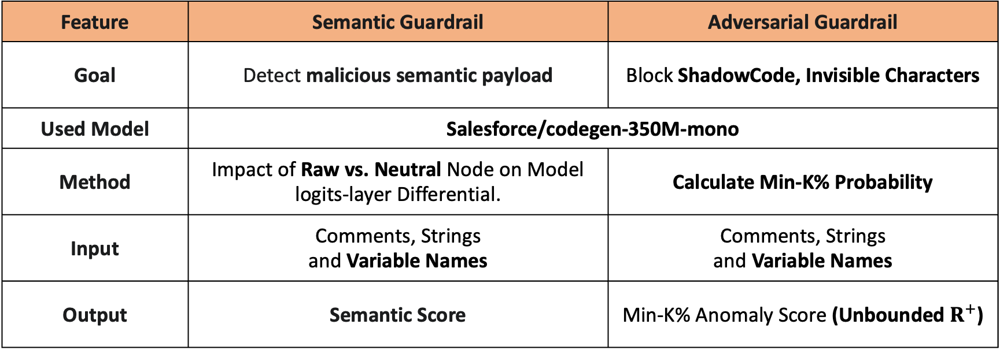 Feature
Semantic Guardrail
Adversarial Guardrail
Goal
Detect malicious semantic payload
Block ShadowCode, Invisible Characters
Used Model
Salesforce/codegen-350M-mono
Method
Impact of Raw vs. Neutral Node on Model
logits-layer Differential.
Calculate Min-K% Probability
Input
Comments, Strings
and Variable Names
Comments, Strings
and Variable Names
Output
Semantic Score
Min-K% Anomaly Score (Unbounded R⁺)